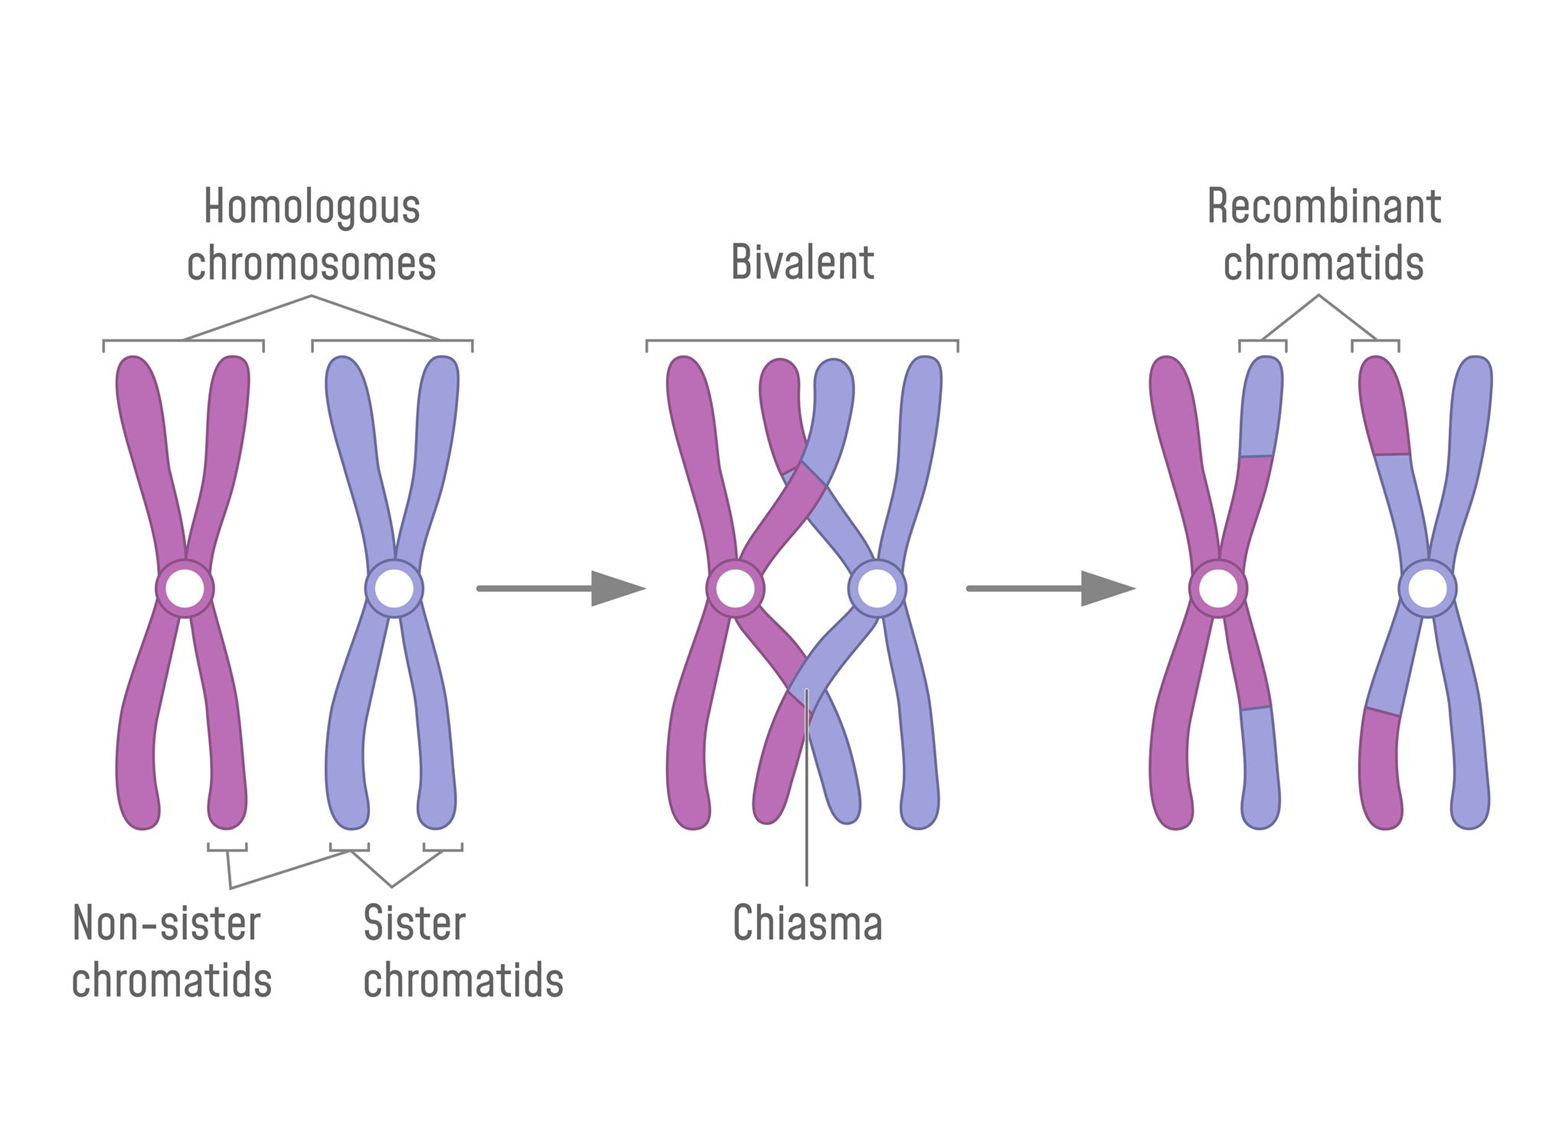 Homologous
chromosomes
Bivalent
Recombinant
chromatids
Non-sister
chromatids
Sister
chromatids
Chiasma